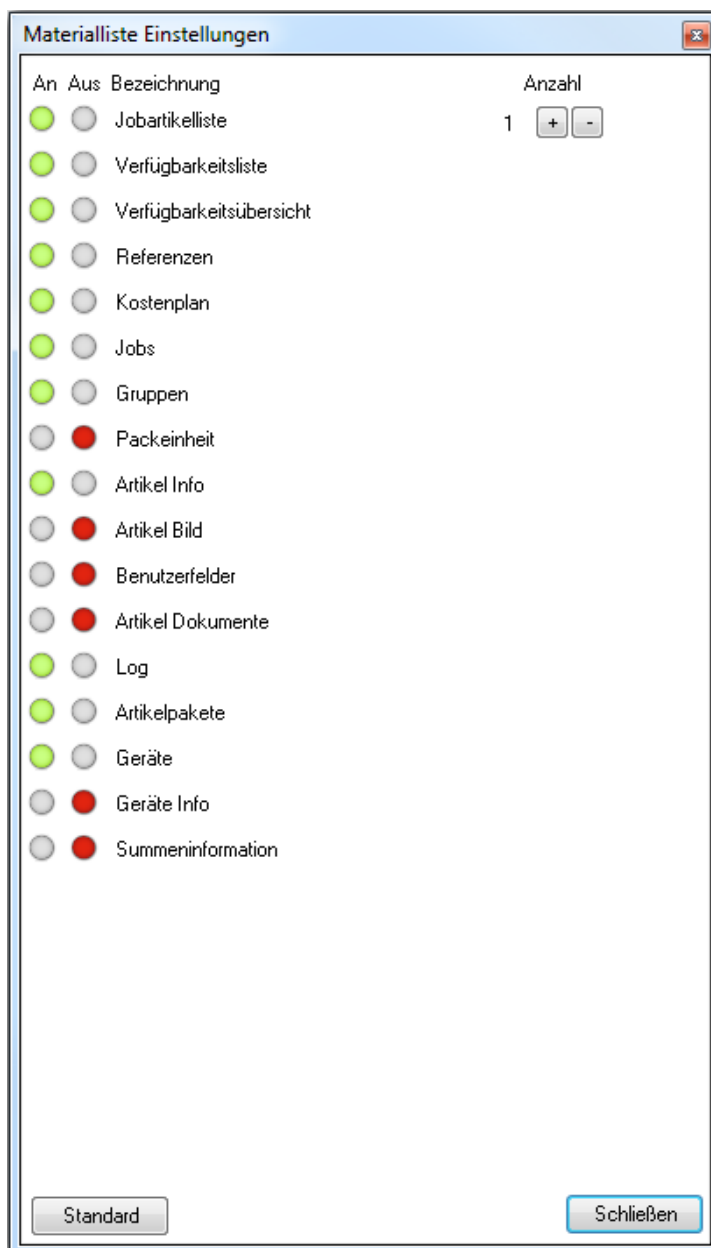 Materialliste Einstellungen
An Aus Bezeichnung Anzahl
Jobartikelliste 1 + -
Verfügbarkeitsliste
Verfügbarkeitsübersicht
Referenzen
Kostenplan
Jobs
Gruppen
Packeinheit
Artikel Info
Artikel Bild
Benutzerfelder
Artikel Dokumente
Log
Artikelpakete
Geräte
Geräte Info
Summeninformation
Standard Schließen